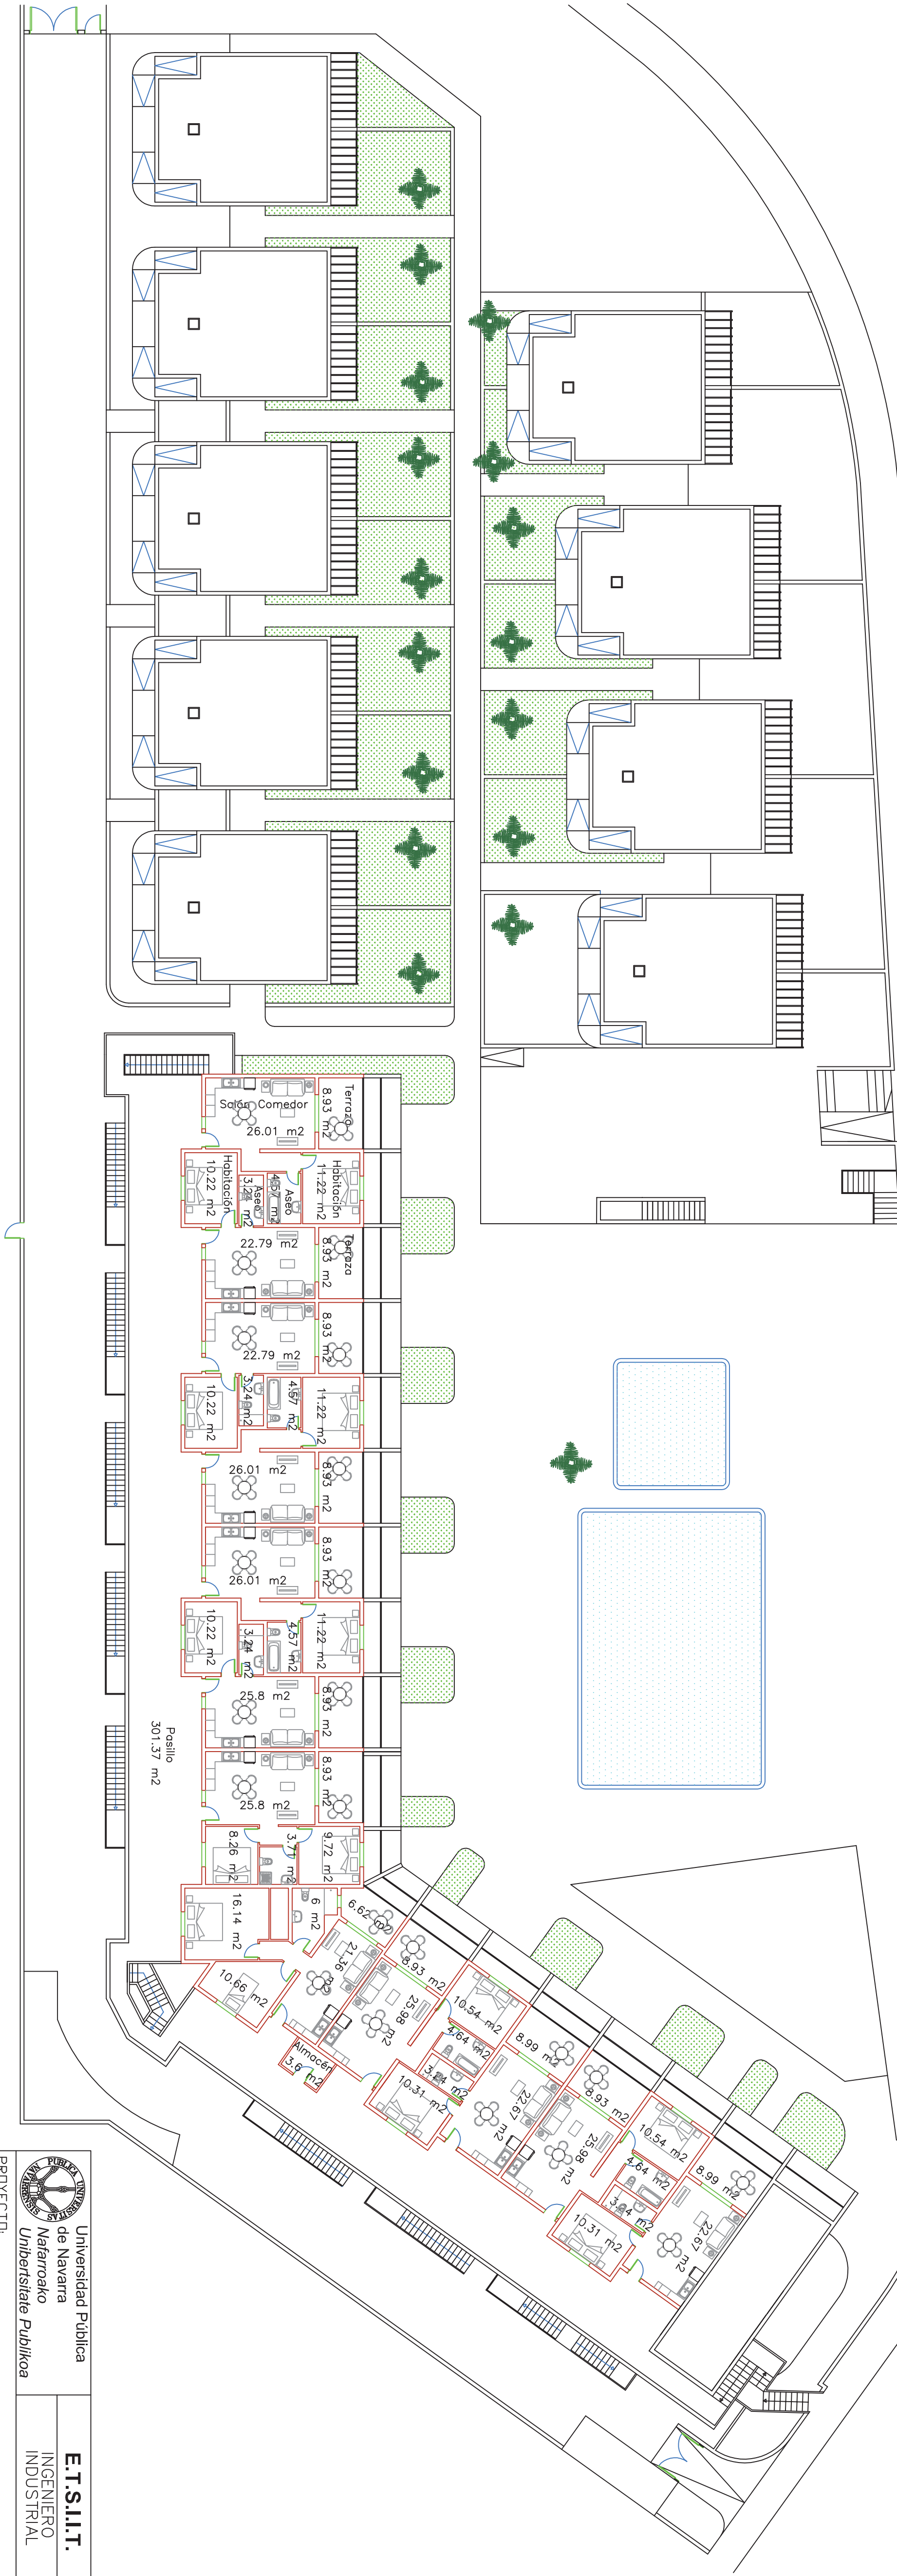 Terraza
8.93 m2
Salón Comedor
26.01 m2
Habitación
11.22 m2
Aseo
4.57 m2
Aseo
3.24 m2
Habitación
10.22 m2
Terraza
8.93 m2
22.79 m2
8.93 m2
22.79 m2
11.22 m2
4.57 m2
3.24 m2
10.22 m2
8.93 m2
26.01 m2
8.93 m2
26.01 m2
11.22 m2
4.57 m2
3.24 m2
10.22 m2
8.93 m2
25.8 m2
Pasillo
301.37 m2
8.93 m2
25.8 m2
9.72 m2
3.71 m2
8.26 m2
6 m2
16.14 m2
6.62 m2
21.36 m2
10.66 m2
Almacén
3.6 m2
8.93 m2
25.98 m2
10.54 m2
4.64 m2
3.24 m2
10.31 m2
8.99 m2
22.67 m2
8.93 m2
25.98 m2
10.54 m2
4.64 m2
3.24 m2
10.31 m2
8.99 m2
22.67 m2
Universidad Pública
de Navarra
Nafarroako
Unibertsitate Publikoa
E.T.S.I.I.T.
INGENIERO
INDUSTRIAL
PROYECTO: